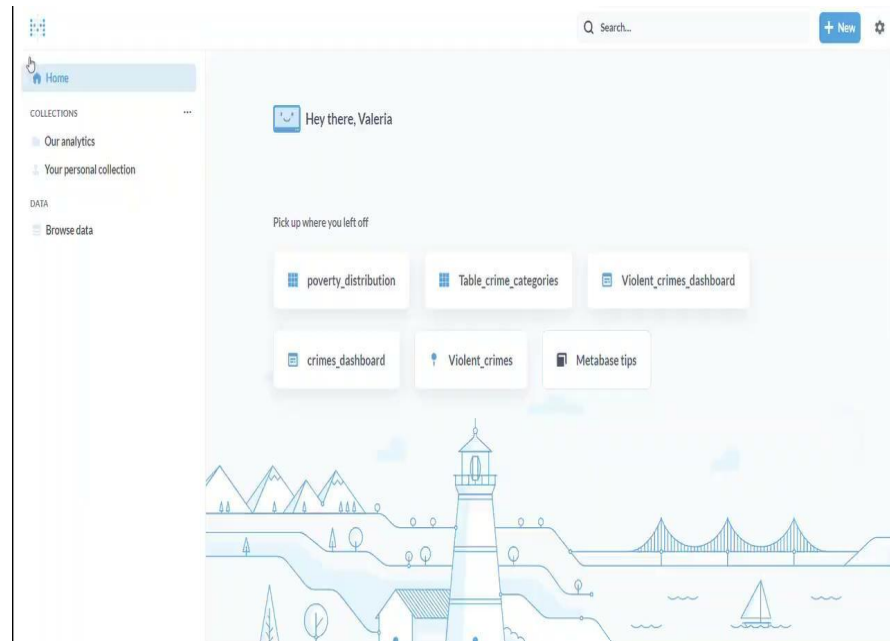 Search...
+ New
Home
COLLECTIONS
Our analytics
Your personal collection
DATA
Browse data
Hey there, Valeria
Pick up where you left off
poverty_distribution
Table_crime_categories
Violent_crimes_dashboard
crimes_dashboard
Violent_crimes
Metabase tips